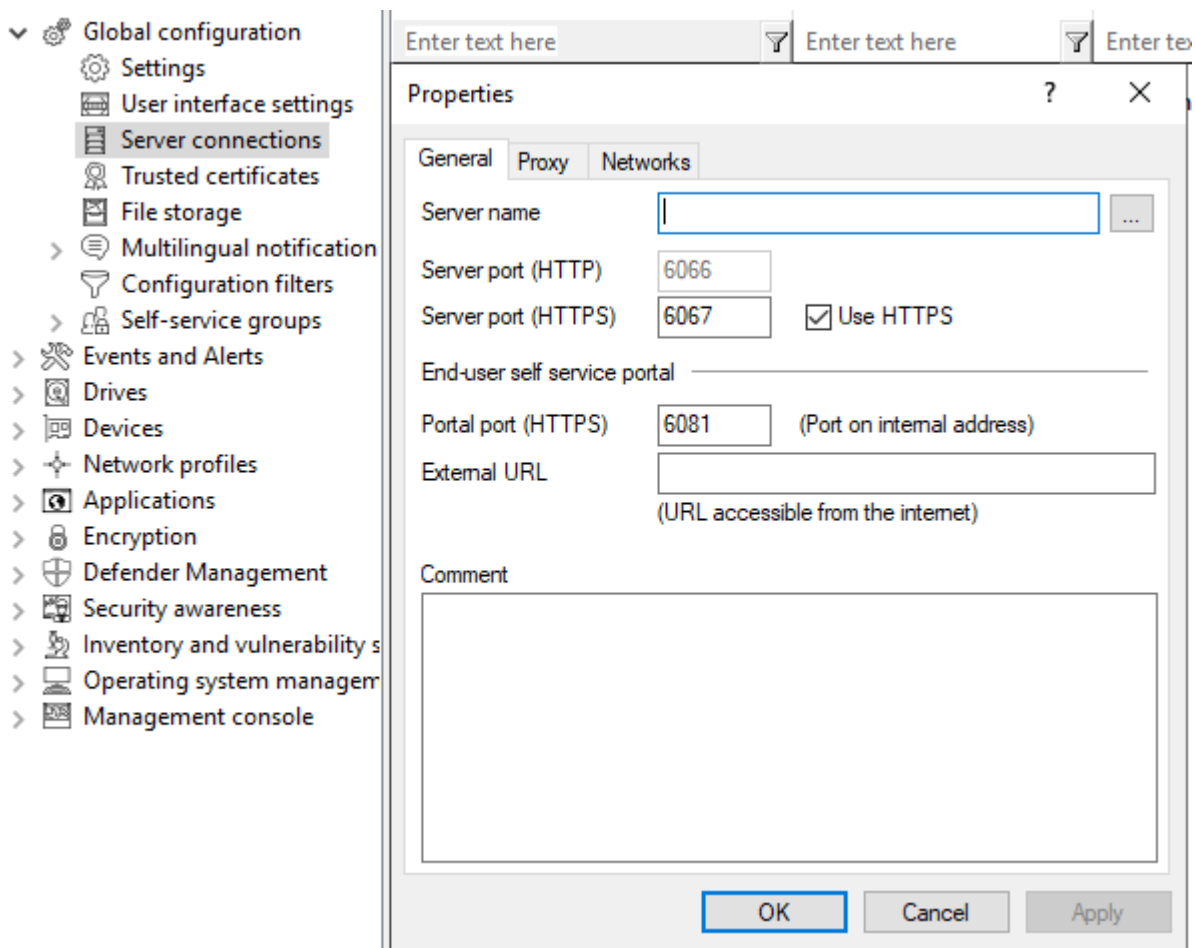 Global configuration
Settings
User interface settings
Server connections
Trusted certificates
File storage
Multilingual notification
Configuration filters
Self-service groups
Events and Alerts
Drives
Devices
Network profiles
Applications
Encryption
Defender Management
Security awareness
Inventory and vulnerability s
Operating system managem
Management console
Enter text here Enter text here Enter tex
Properties ?
General Proxy Networks
Server name ...
Server port (HTTP) 6066
Server port (HTTPS) 6067 Use HTTPS
End-user self service portal
Portal port (HTTPS) 6081 (Port on internal address)
External URL
(URL accessible from the internet)
Comment
OK Cancel Apply